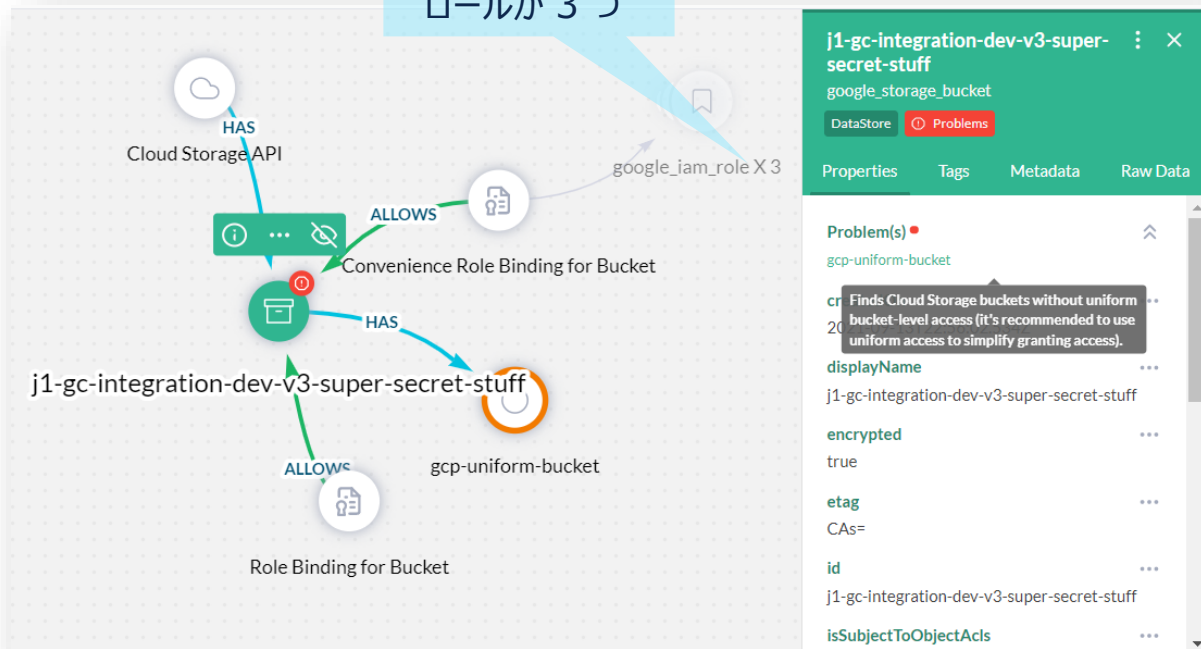 ロールが 3 つ
HAS
Cloud Storage API
google_iam_role X 3
ALLOWS
Convenience Role Binding for Bucket
HAS
j1-gc-integration-dev-v3-super-secret-stuff
gcp-uniform-bucket
ALLOWS
Role Binding for Bucket
j1-gc-integration-dev-v3-super-
secret-stuff
google_storage_bucket
DataStore
Problems
Properties Tags Metadata Raw Data
Problem(s)
gcp-uniform-bucket
Finds Cloud Storage buckets without uniform
bucket-level access (it's recommended to use
uniform access to simplify granting access).
displayName
j1-gc-integration-dev-v3-super-secret-stuff
encrypted
true
etag
CAs=
id
j1-gc-integration-dev-v3-super-secret-stuff
isSubjectToObjectAcls